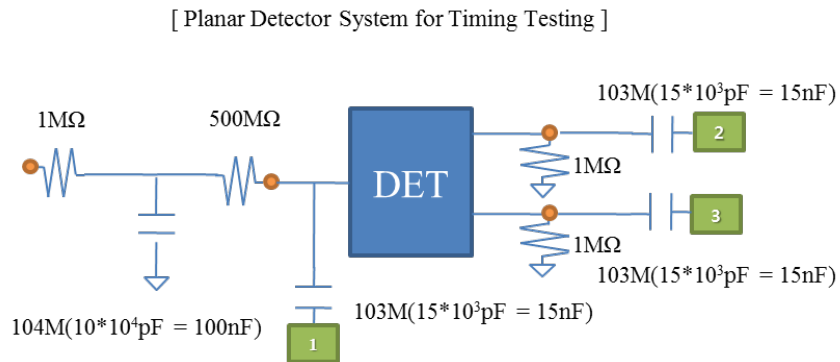 [ Planar Detector System for Timing Testing ]
103M(15*10³pF = 15nF)
1MΩ
500MΩ
2
DET
1MΩ
3
1MΩ
103M(15*10³pF = 15nF)
104M(10*10⁴pF = 100nF)
103M(15*10³pF = 15nF)
1